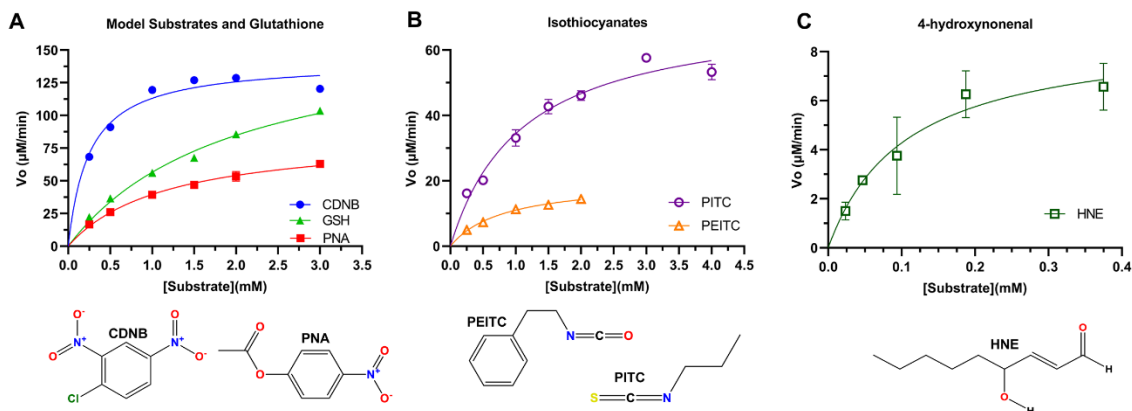 A
Model Substrates and Glutathione
150
125
100
75
50
25
0
Vo (µM/min)
0.0 0.5 1.0 1.5 2.0 2.5 3.0 3.5
[Substrate](mM)
CDNB
GSH
PNA
B
Isothiocyanates
60
40
20
0
Vo (µM/min)
0.0 0.5 1.0 1.5 2.0 2.5 3.0 3.5 4.0 4.5
[Substrate](mM)
PITC
PEITC
C
4-hydroxynonenal
8
6
4
2
0
Vo (µM/min)
0.0 0.1 0.2 0.3 0.4
[Substrate](mM)
HNE
O-
O
N+
O
CDNB
N+
O-
Cl
O
PNA
O
N+
O
O-
PEITC
N C O
PITC
S C N
HNE
O
H
O
H